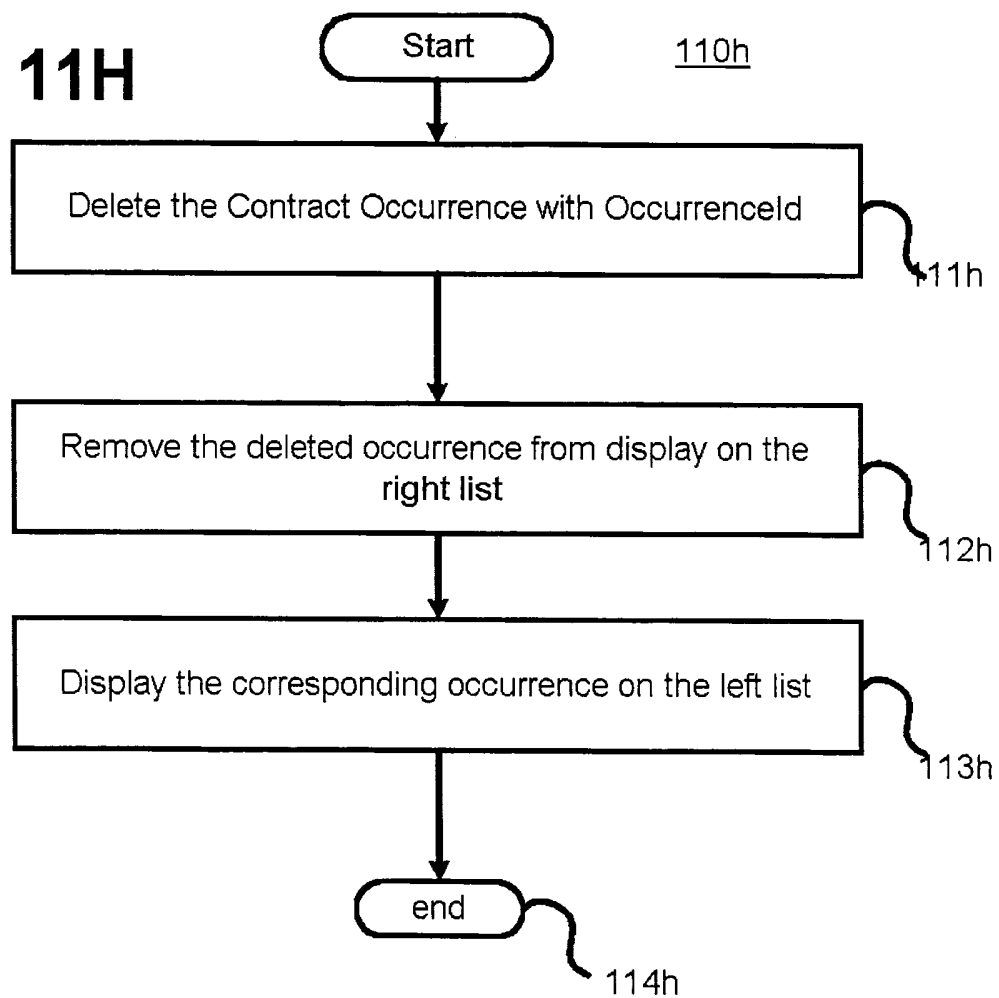 Start
110h
11H
Delete the Contract Occurrence with OccurrenceId
111h
Remove the deleted occurrence from display on the
right list
112h
Display the corresponding occurrence on the left list
113h
end
114h